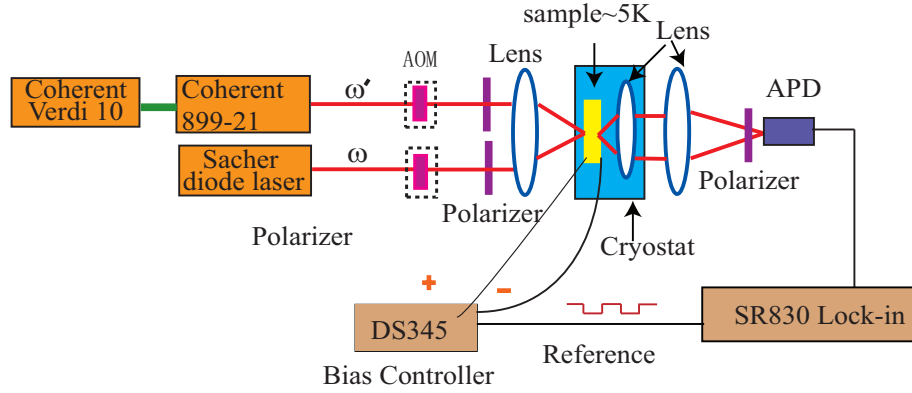 sample~5K
Lens
Lens
AOM
APD
Coherent
Verdi 10
Coherent
899-21
ω'
Sacher
diode laser
ω
Polarizer
Polarizer
Polarizer
Cryostat
+
−
DS345
SR830 Lock-in
Reference
Bias Controller